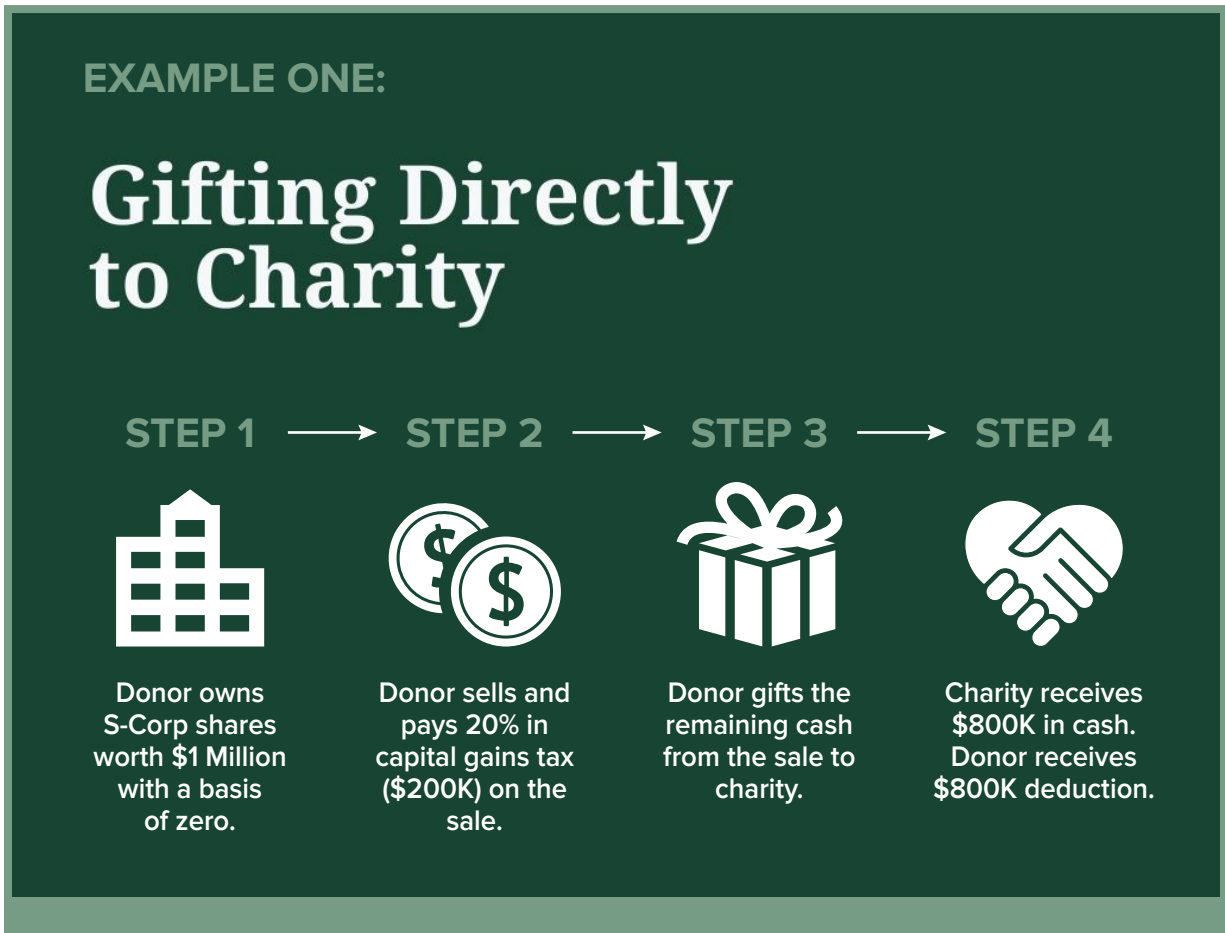 EXAMPLE ONE:
Gifting Directly
to Charity
STEP 1
STEP 2
STEP 3
STEP 4
$
$
Donor owns
S-Corp shares
worth $1 Million
with a basis
of zero.
Donor sells and
pays 20% in
capital gains tax
($200K) on the
sale.
Donor gifts the
remaining cash
from the sale to
charity.
Charity receives
$800K in cash.
Donor receives
$800K deduction.